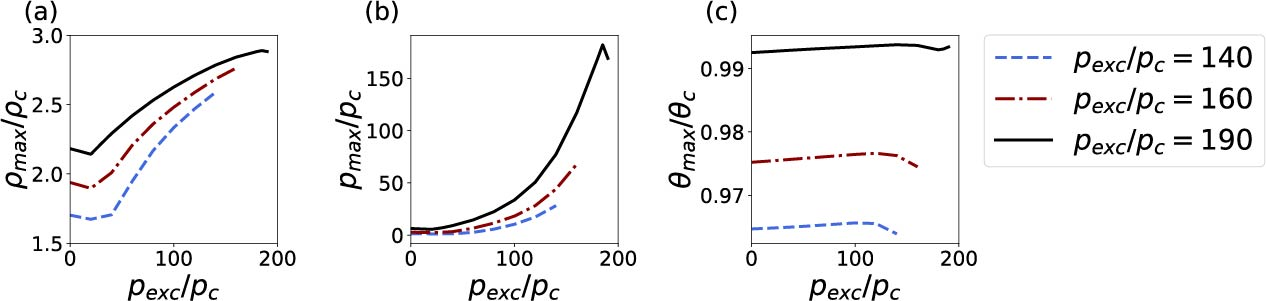 (a)
3.0
2.5
2.0
1.5
ρmax/ρc
0
100
200
pexc/pc
(b)
150
100
50
0
pmax/pc
0
100
200
pexc/pc
(c)
0.99
0.98
0.97
θmax/θc
0
100
200
pexc/pc
pexc/pc = 140
pexc/pc = 160
pexc/pc = 190